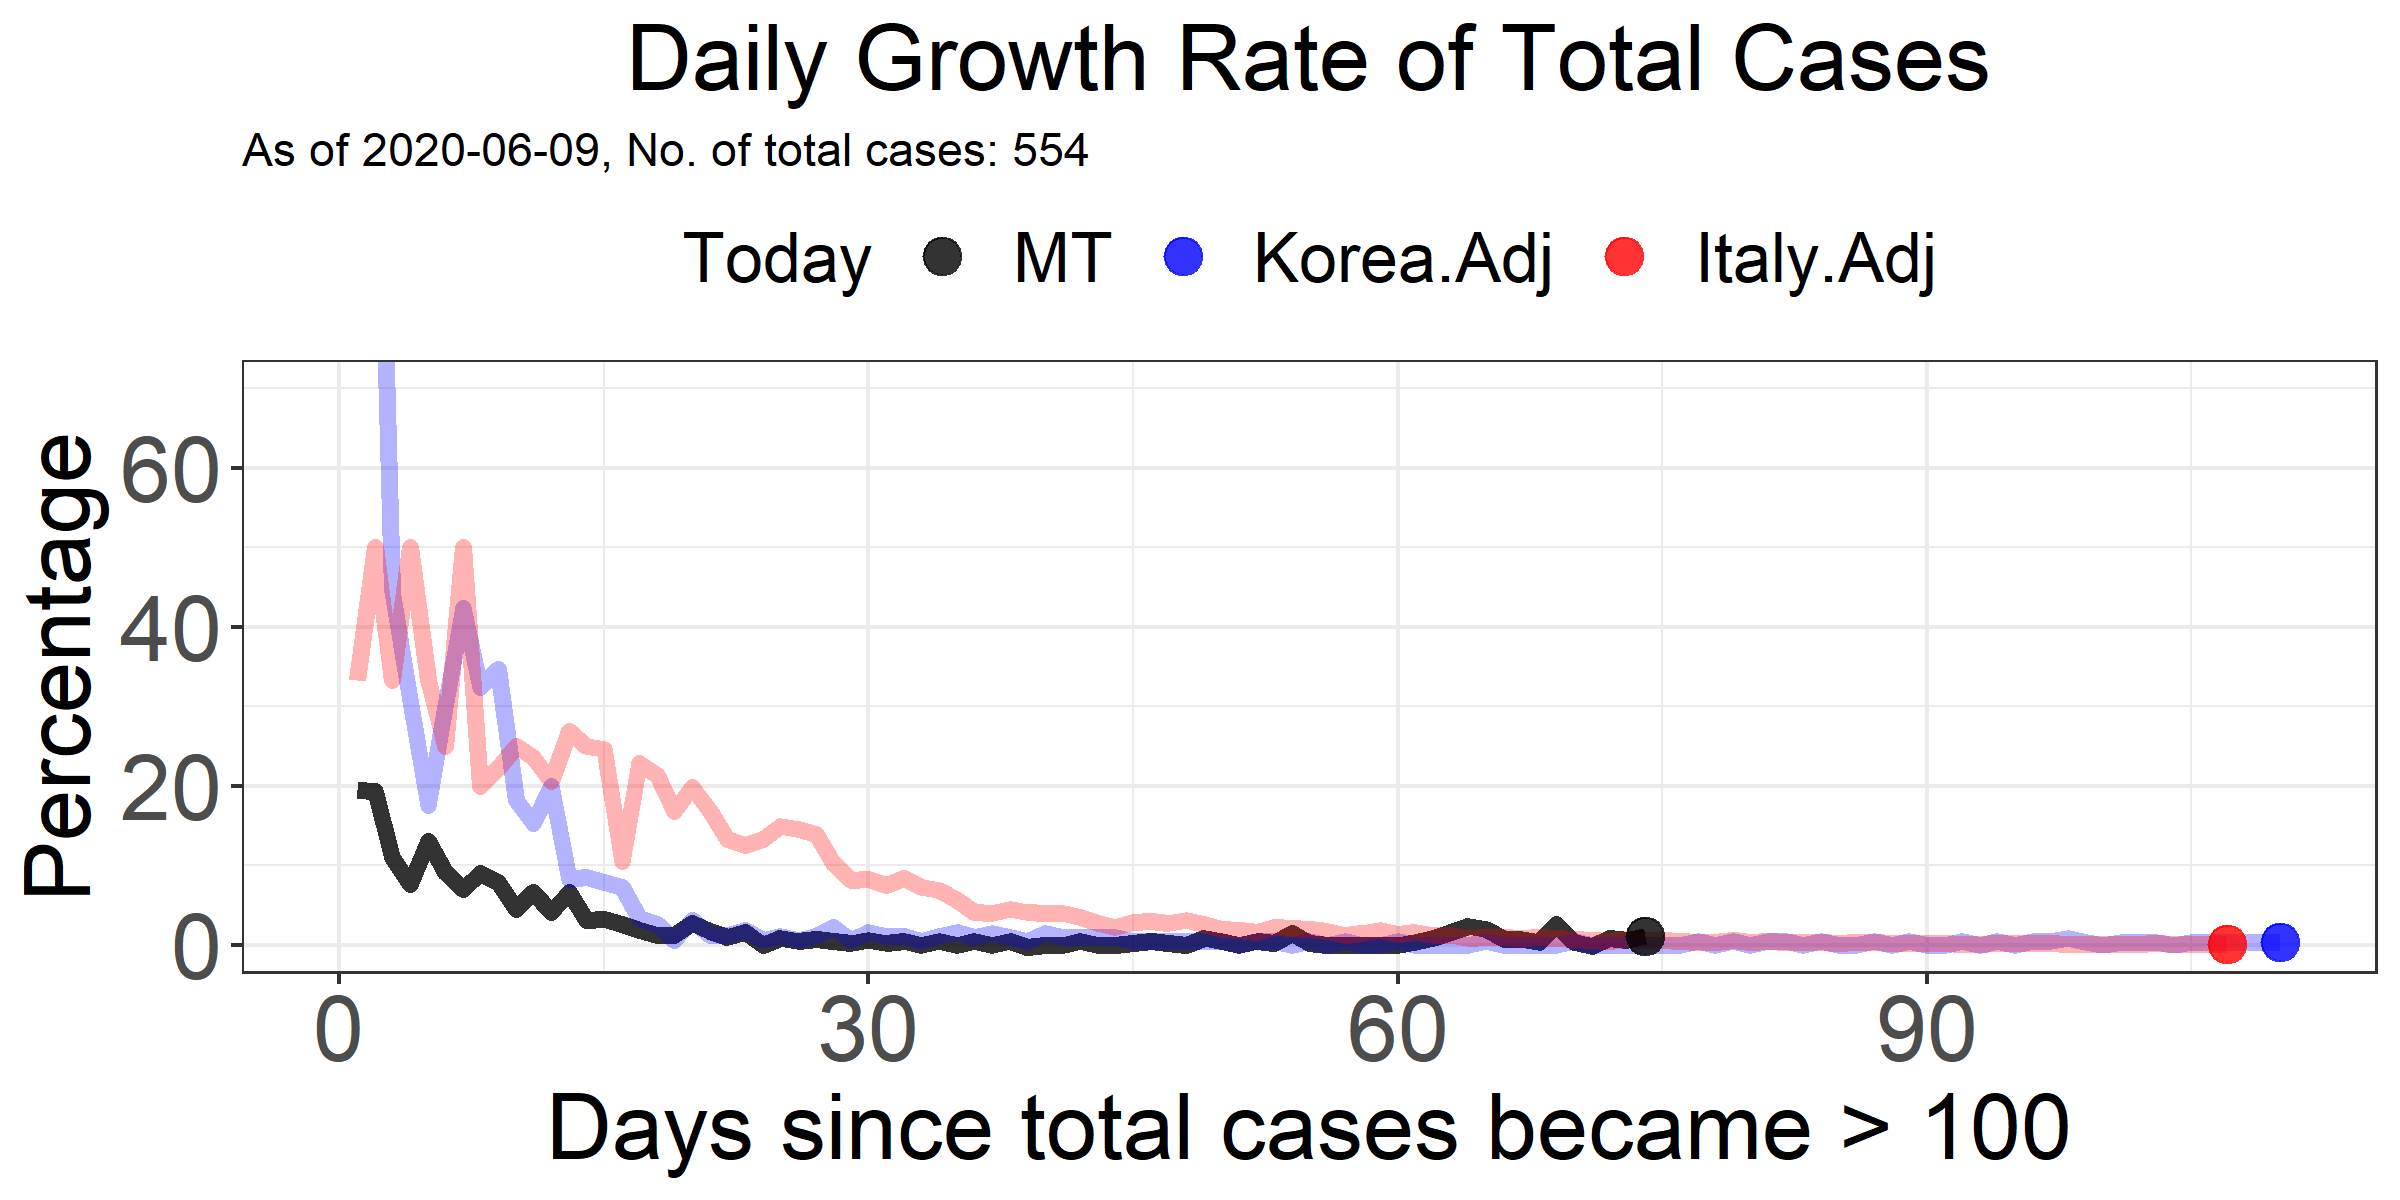 Daily Growth Rate of Total Cases
As of 2020-06-09, No. of total cases: 554
Today MT Korea.Adj Italy.Adj
Percentage
60
40
20
0
0 30 60 90
Days since total cases became > 100